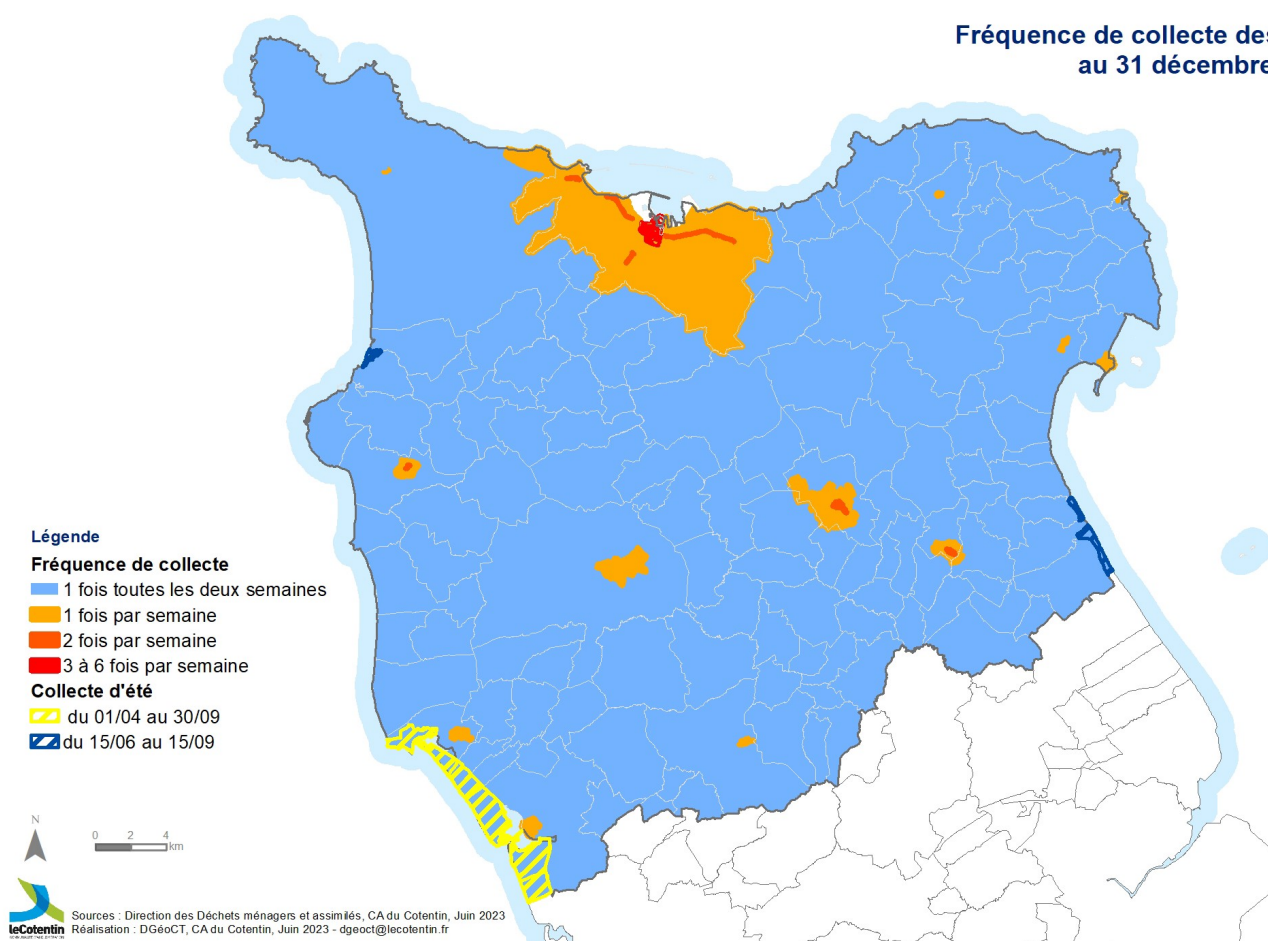 Fréquence de collecte des
au 31 décembre
Légende
Fréquence de collecte
1 fois toutes les deux semaines
1 fois par semaine
2 fois par semaine
3 à 6 fois par semaine
Collecte d'été
du 01/04 au 30/09
du 15/06 au 15/09
N
0 2 4
km
leCotentin
Sources : Direction des Déchets ménagers et assimilés, CA du Cotentin, Juin 2023
Réalisation : DGéoCT, CA du Cotentin, Juin 2023 - dgeoct@lecotentin.fr